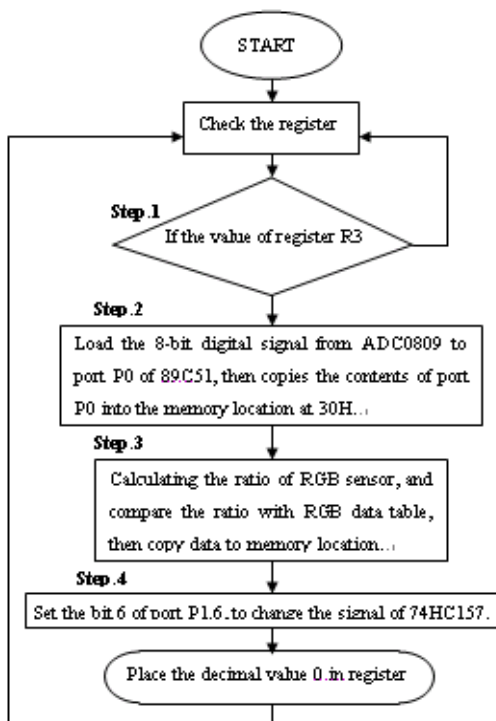 START
Check the register
Step.1
If the value of register R3
Step.2
Load the 8-bit digital signal from ADC0809 to
port P0 of 89C51, then copies the contents of port
P0 into the memory location at 30H...
Step.3
Calculating the ratio of RGB sensor, and
compare the ratio with RGB data table,
then copy data to memory location...
Step.4
Set the bit 6 of port P1.6. to change the signal of 74HC157.
Place the decimal value 0.in register